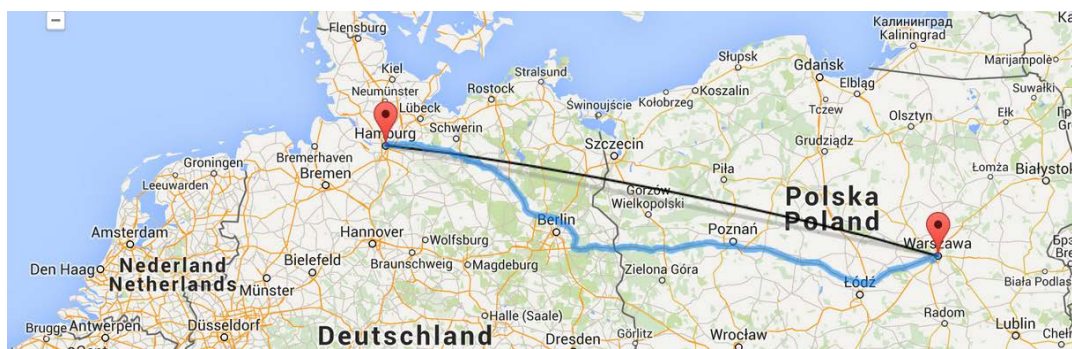 Flensburg
Kiel
Neumünster
Lübeck
Hamburg
Schwerin
Rostock
Stralsund
Świnoujście
Szczecin
Kołobrzeg
Koszalin
Słupsk
Gdańsk
Tczew
Elbląg
Калининград
Kaliningrad
Marijampolė
Suwałki
Ełk
Olsztyn
Grudziądz
Łomża
Białystok
Groningen
Leeuwarden
Bremerhaven
Bremen
Piła
Gorzów
Wielkopolski
Polska
Poland
Poznań
Warszawa
Berlin
Amsterdam
Den Haag
Nederland
Netherlands
Hannover
Wolfsburg
Braunschweig
Magdeburg
Bielefeld
Münster
Zielona Góra
Łódź
Biała Podlas
Radom
Lublin
Brugge
Antwerpen
Düsseldorf
Deutschland
Halle (Saale)
Dresden
Görlitz
Wrocław